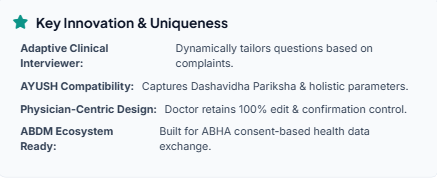 Key Innovation & Uniqueness
Adaptive Clinical Interviewer: Dynamically tailors questions based on complaints.
AYUSH Compatibility: Captures Dashavidha Pariksha & holistic parameters.
Physician-Centric Design: Doctor retains 100% edit & confirmation control.
ABDM Ecosystem Ready: Built for ABHA consent-based health data exchange.